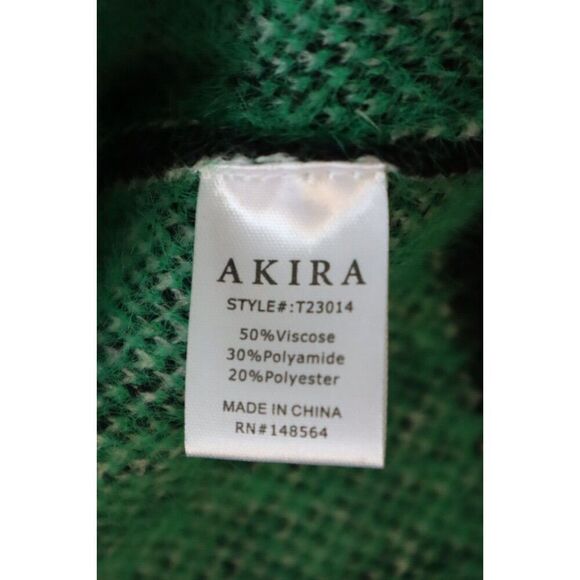 AKIRA
STYLE#:T23014
50%Viscose
30%Polyamide
20%Polyester
MADE IN CHINA
RN#148564